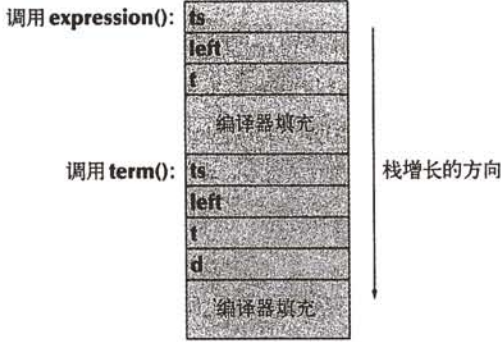 调用 expression(): ts
left
t
编译器填充
调用 term(): ts
left
t
d
编译器填充
栈增长的方向